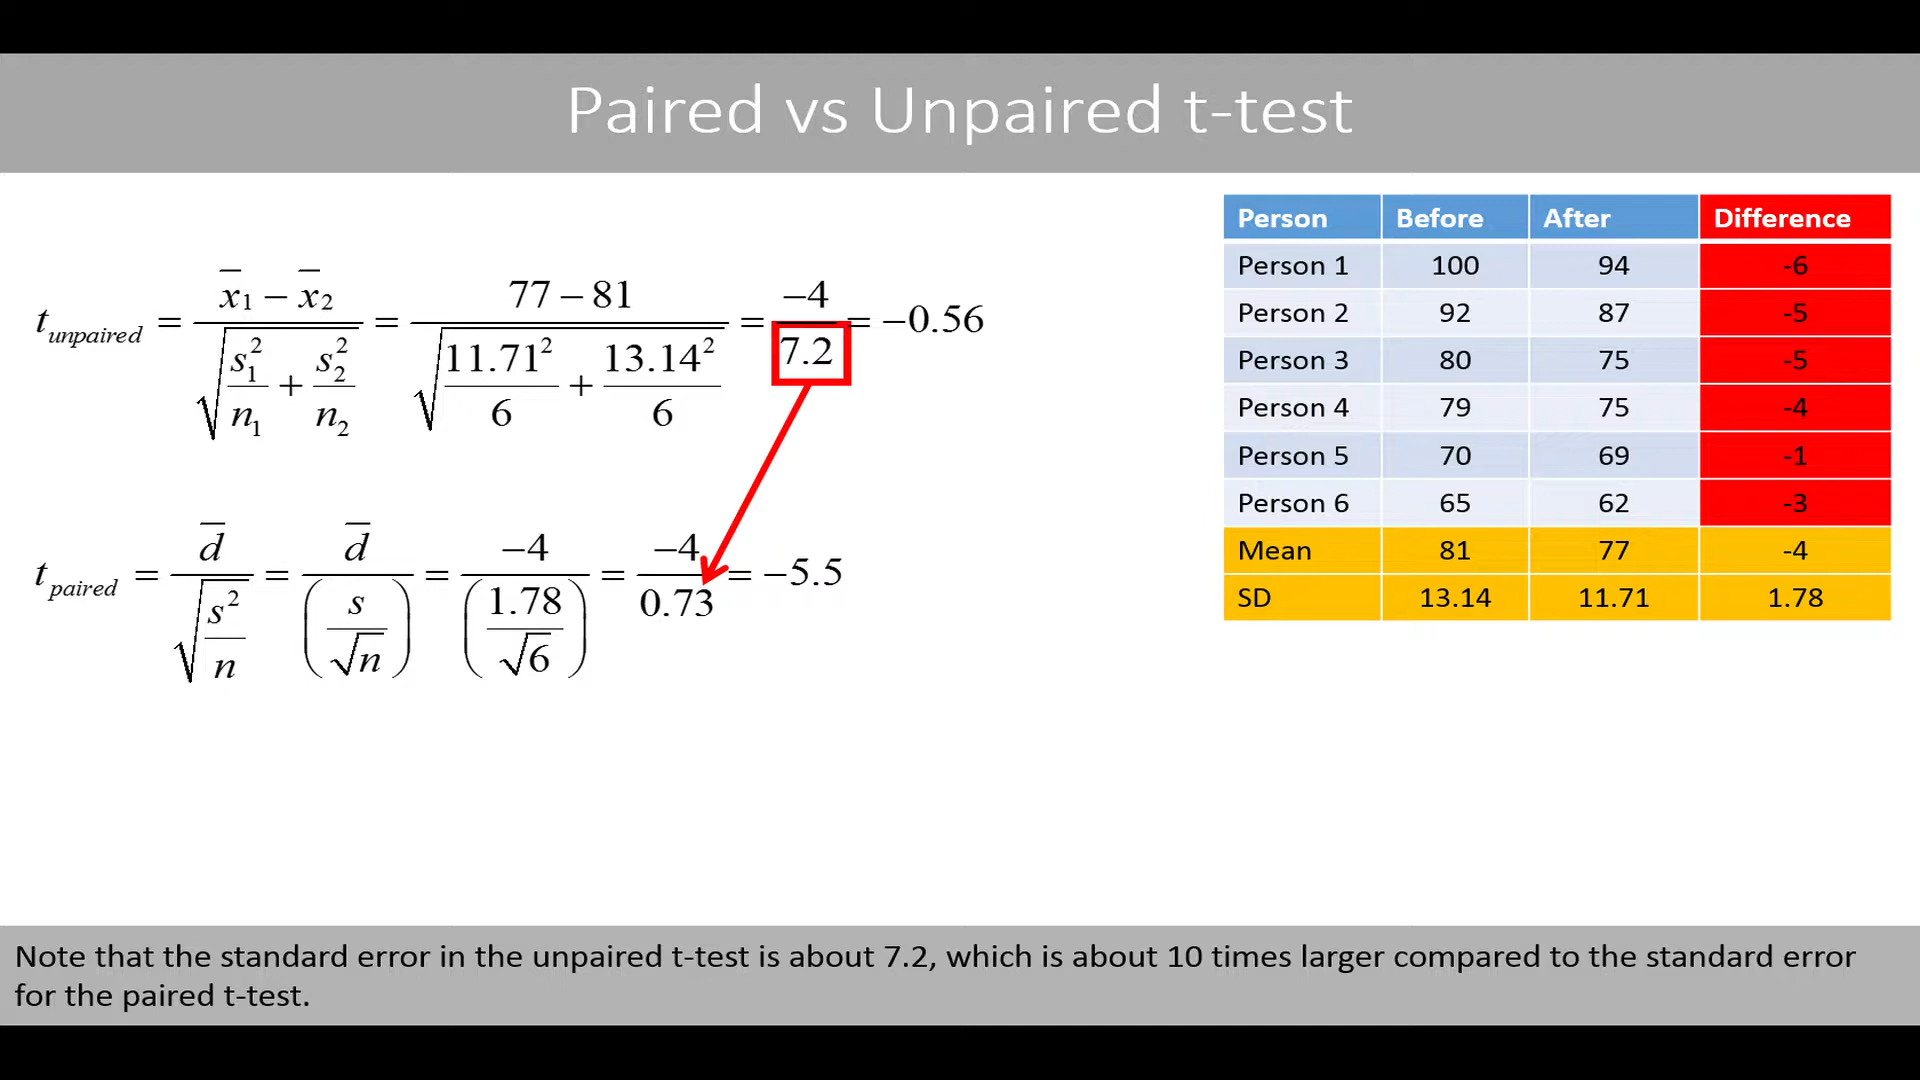 Paired vs Unpaired t-test
t_unpaired = (x̄1 − x̄2) / √(s₁²/n₁ + s₂²/n₂) = (77 − 81) / √(11.71²/6 + 13.14²/6) = −4/7.2 = −0.56
t_paired = d̄ / √(s²/n) = d̄ / (s/√n) = −4 / (1.78/√6) = −4/0.73 = −5.5
Person Before After Difference
Person 1 100 94 -6
Person 2 92 87 -5
Person 3 80 75 -5
Person 4 79 75 -4
Person 5 70 69 -1
Person 6 65 62 -3
Mean 81 77 -4
SD 13.14 11.71 1.78
Note that the standard error in the unpaired t-test is about 7.2, which is about 10 times larger compared to the standard error
for the paired t-test.